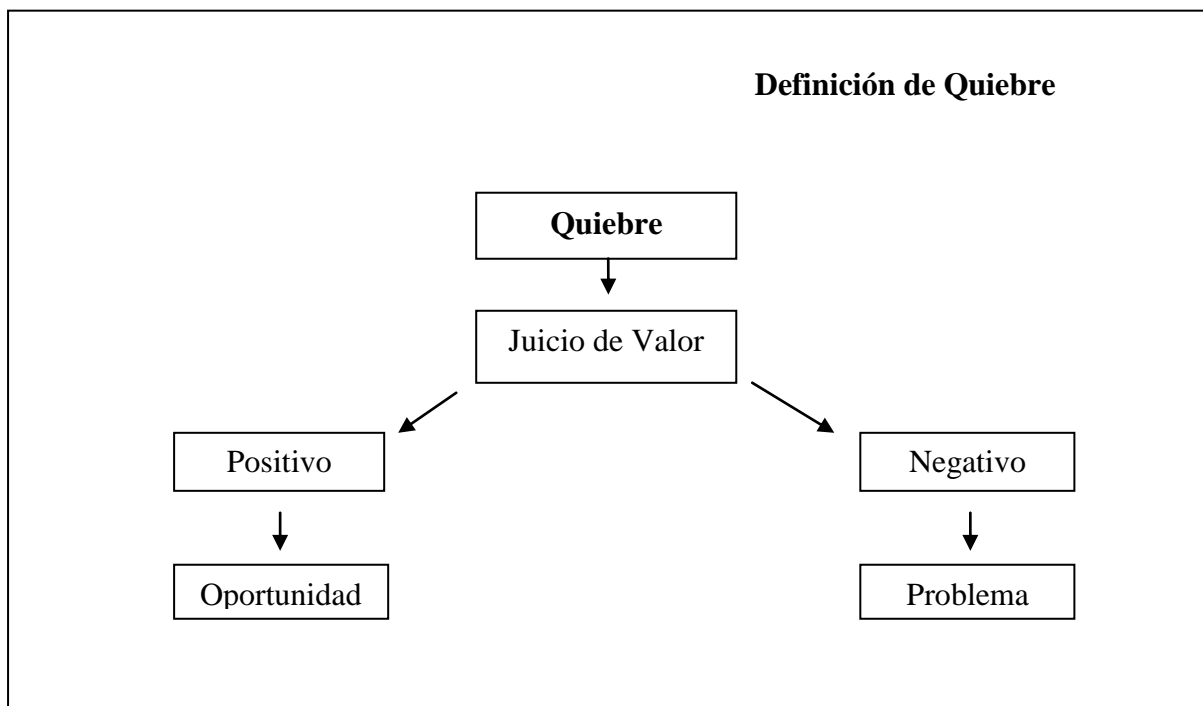 Definición de Quiebre
Quiebre
Juicio de Valor
Positivo
Negativo
Oportunidad
Problema